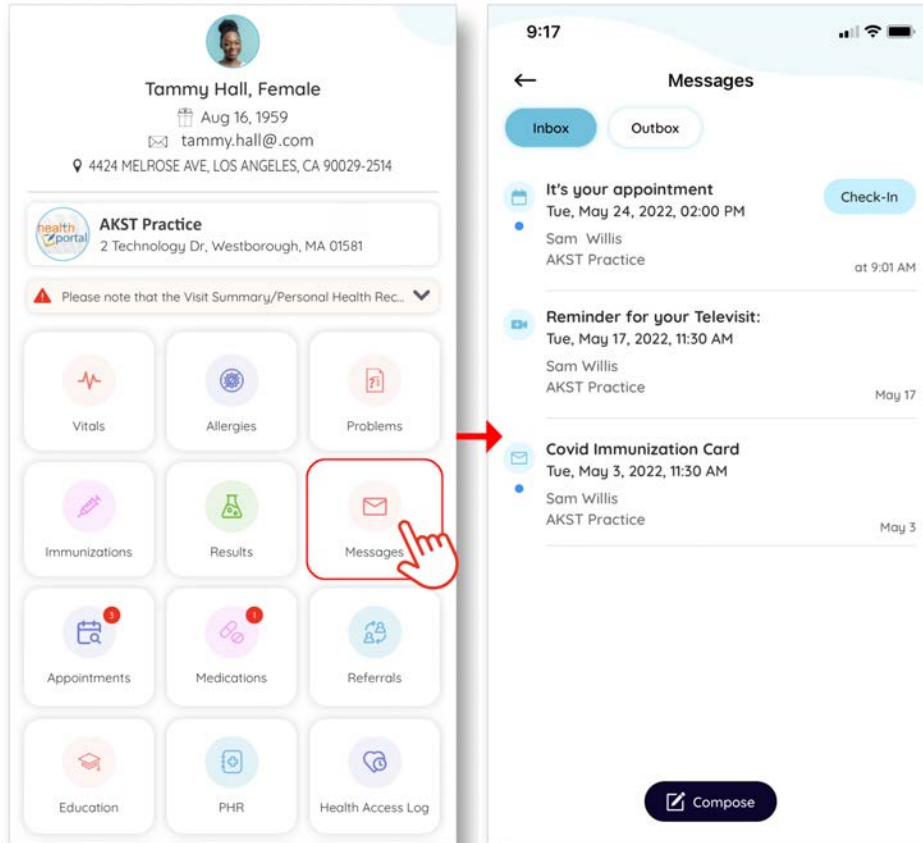 Tammy Hall, Female
Aug 16, 1959
tammy.hall@.com
4424 MELROSE AVE, LOS ANGELES, CA 90029-2514
health
portal
AKST Practice
2 Technology Dr, Westborough, MA 01581
Please note that the Visit Summary/Personal Health Rec...
Vitals
Allergies
Problems
Immunizations
Results
Messages
3
1
Appointments
Medications
Referrals
Education
PHR
Health Access Log
9:17
Messages
Inbox
Outbox
It's your appointment
Check-In
Tue, May 24, 2022, 02:00 PM
Sam Willis
AKST Practice
at 9:01 AM
Reminder for your Televisit:
Tue, May 17, 2022, 11:30 AM
Sam Willis
AKST Practice
May 17
Covid Immunization Card
Tue, May 3, 2022, 11:30 AM
Sam Willis
AKST Practice
May 3
Compose